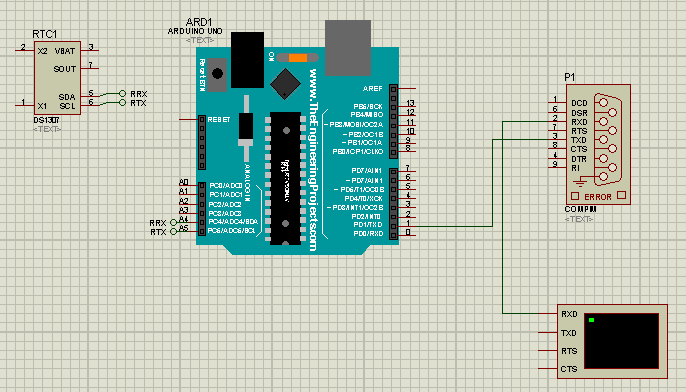 RTC1
2 X2 VBAT 3
SOUT 7
SDA 5 RRX
1 X1 SCL 6 RTX
DS1307
<TEXT>
ARD1
ARDUINO UNO
<TEXT>
ON
Reset BTN
www.TheEngineeringProjects.com
ANALOG IN
RESET
A0 PC0/ADC0
A1 PC1/ADC1
A2 PC2/ADC2
A3 PC3/ADC3
RRX A4 PC4/ADC4/SDA
RTX A5 PC5/ADC5/SCL
AREF
PB5/SCK 13
PB4/MISO 12
~PB3/MOSI/OC2A 11
~PB2/OC1B 10
~PB1/OC1A 9
PB0/ICP1/CLKO 8
PD7/AIN1 7
~PD6/AIN1 6
~PD5/T1/OC0B 5
PD4/T0/XCK 4
~PD3/INT1/OC2B 3
PD2/INT0 2
PD1/TXD 1
PD0/RXD 0
P1
1 DCD
6 DSR
2 RXD
7 RTS
3 TXD
8 CTS
4 DTR
9 RI
ERROR
COMPIM
<TEXT>
RXD
TXD
RTS
CTS